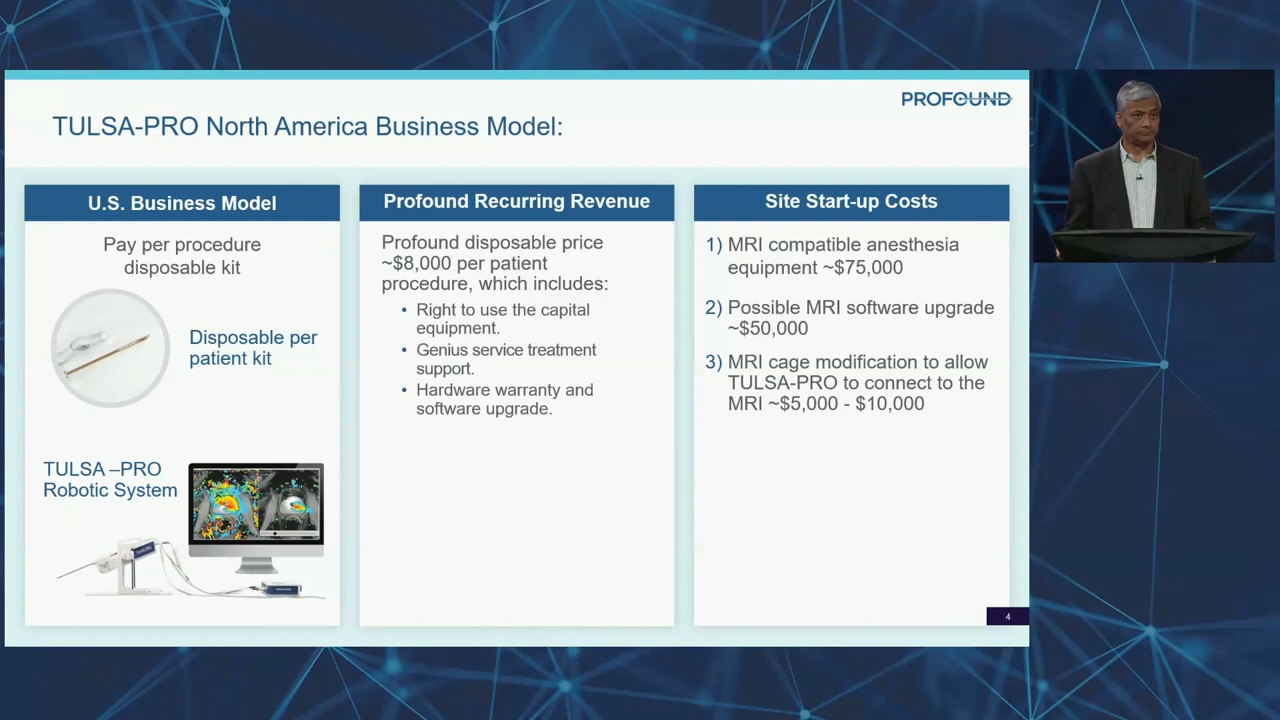 PROFOUND
TULSA-PRO North America Business Model:
U.S. Business Model
Pay per procedure
disposable kit
Disposable per
patient kit
TULSA –PRO
Robotic System
Profound Recurring Revenue
Profound disposable price
~$8,000 per patient
procedure, which includes:
• Right to use the capital
equipment.
• Genius service treatment
support.
• Hardware warranty and
software upgrade.
Site Start-up Costs
1) MRI compatible anesthesia
equipment ~$75,000
2) Possible MRI software upgrade
~$50,000
3) MRI cage modification to allow
TULSA-PRO to connect to the
MRI ~$5,000 - $10,000
4